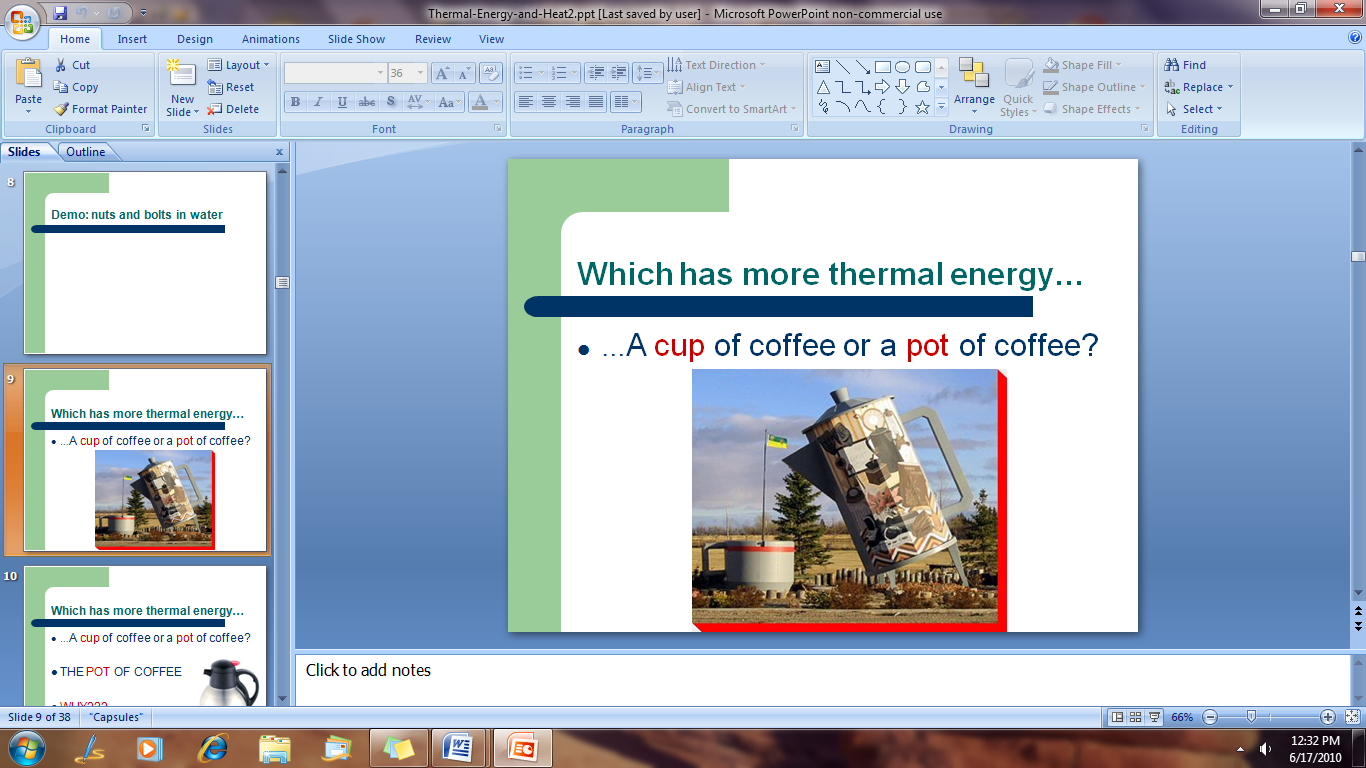 Thermal-Energy-and-Heat2.ppt [Last saved by user] - Microsoft PowerPoint non-commercial use
Home Insert Design Animations Slide Show Review View
Paste
Cut
Copy
Format Painter
Clipboard
New Slide
Layout
Reset
Delete
Slides
36
B I U abc S AV Aa A
Font
Text Direction
Align Text
Convert to SmartArt
Paragraph
Arrange
Quick Styles
Shape Fill
Shape Outline
Shape Effects
Drawing
Find
Replace
Select
Editing
Slides Outline x
8
Demo: nuts and bolts in water
9
Which has more thermal energy…
...A cup of coffee or a pot of coffee?
10
Which has more thermal energy…
...A cup of coffee or a pot of coffee?
THE POT OF COFFEE
WHY???
Which has more thermal energy…
...A cup of coffee or a pot of coffee?
Click to add notes
Slide 9 of 38 "Capsules" 66%
12:32 PM
6/17/2010